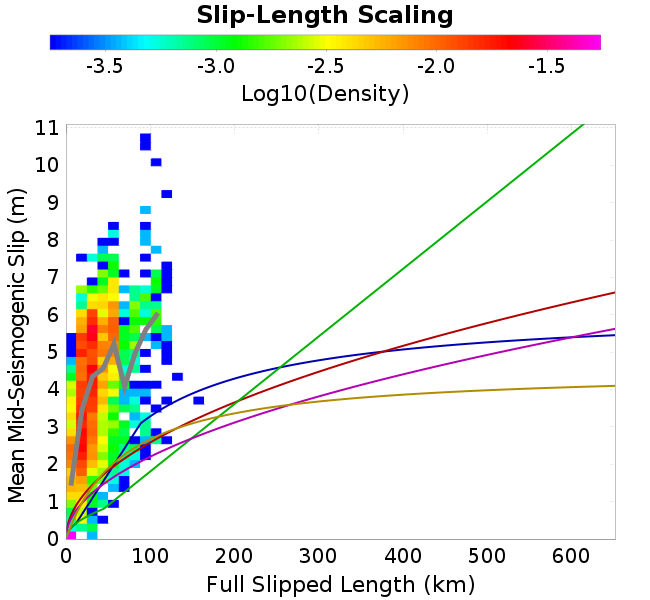 Slip-Length Scaling
-3.5 -3.0 -2.5 -2.0 -1.5
Log10(Density)
11
10
9
8
7
6
5
4
3
2
1
0
Mean Mid-Seismogenic Slip (m)
0 100 200 300 400 500 600
Full Slipped Length (km)